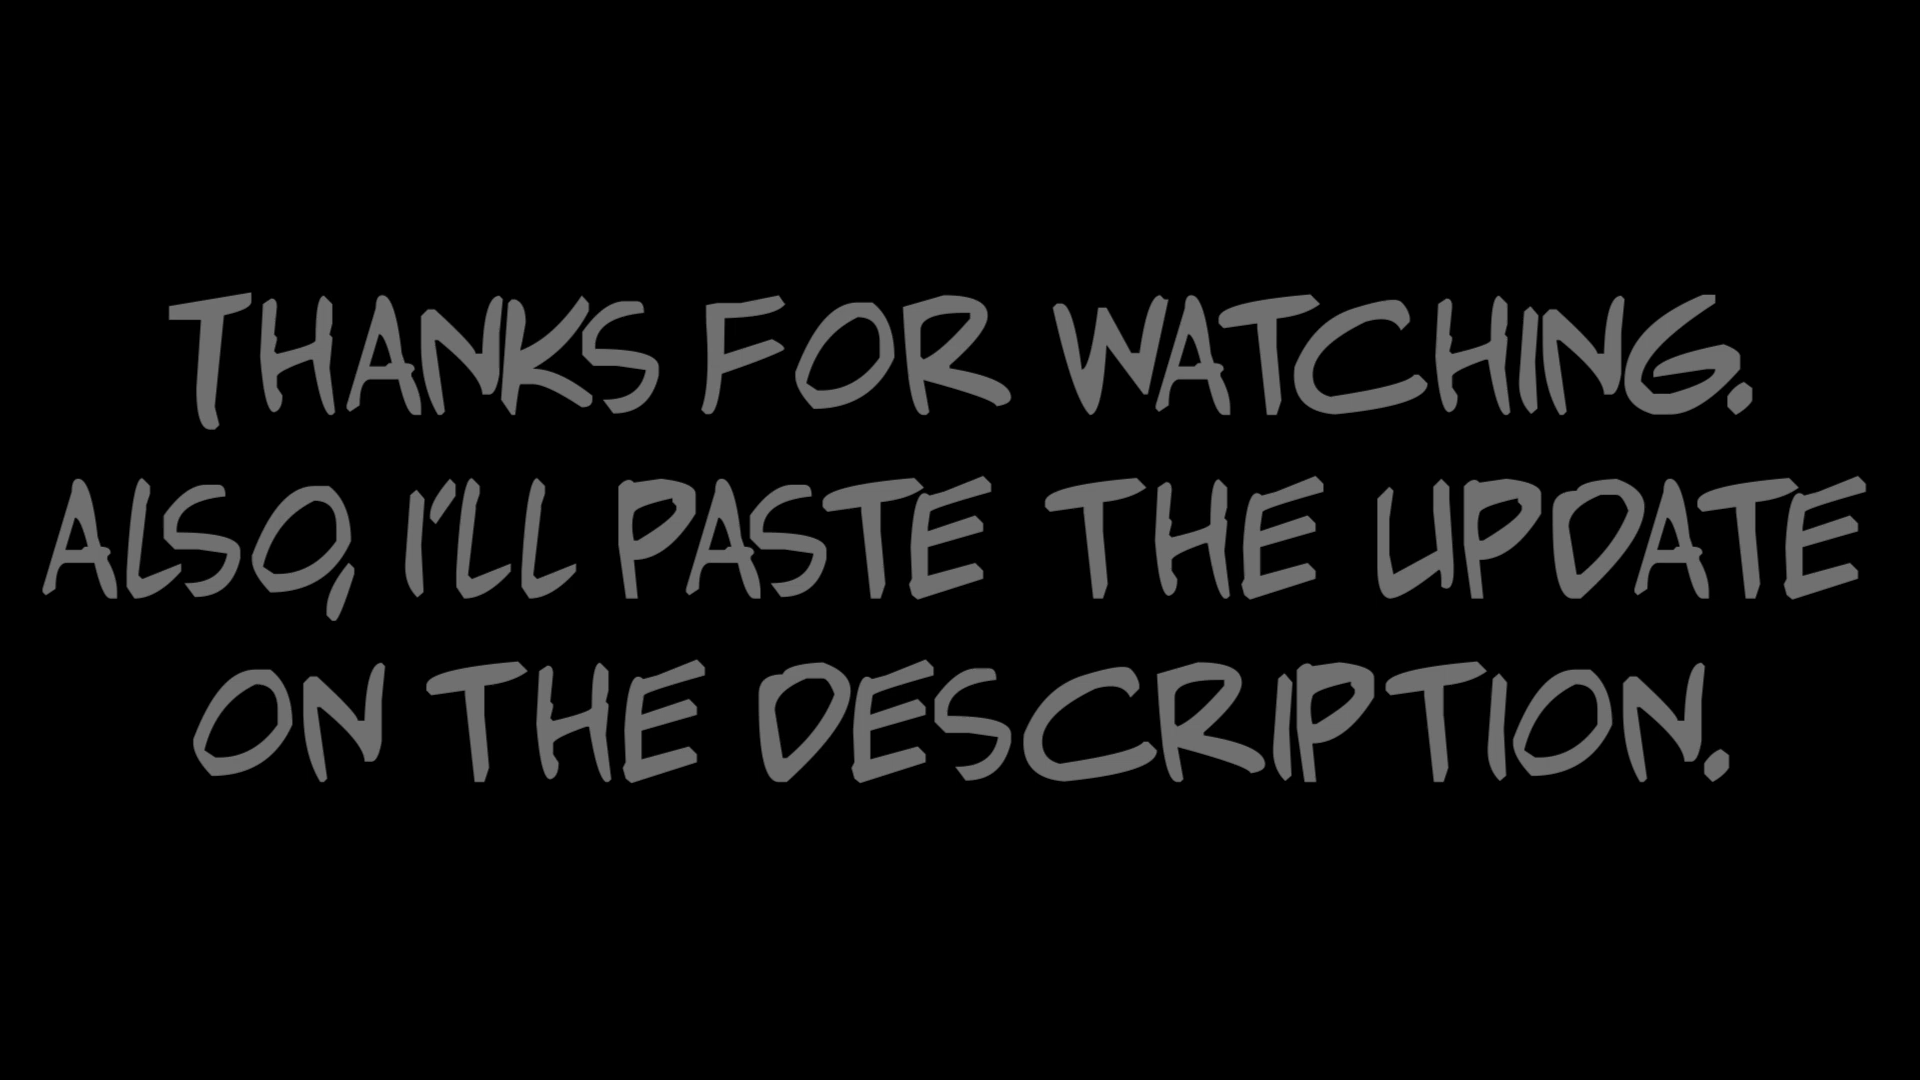 THANKS FOR WATCHING.
ALSO, I'LL PASTE THE UPDATE
ON THE DESCRIPTION.